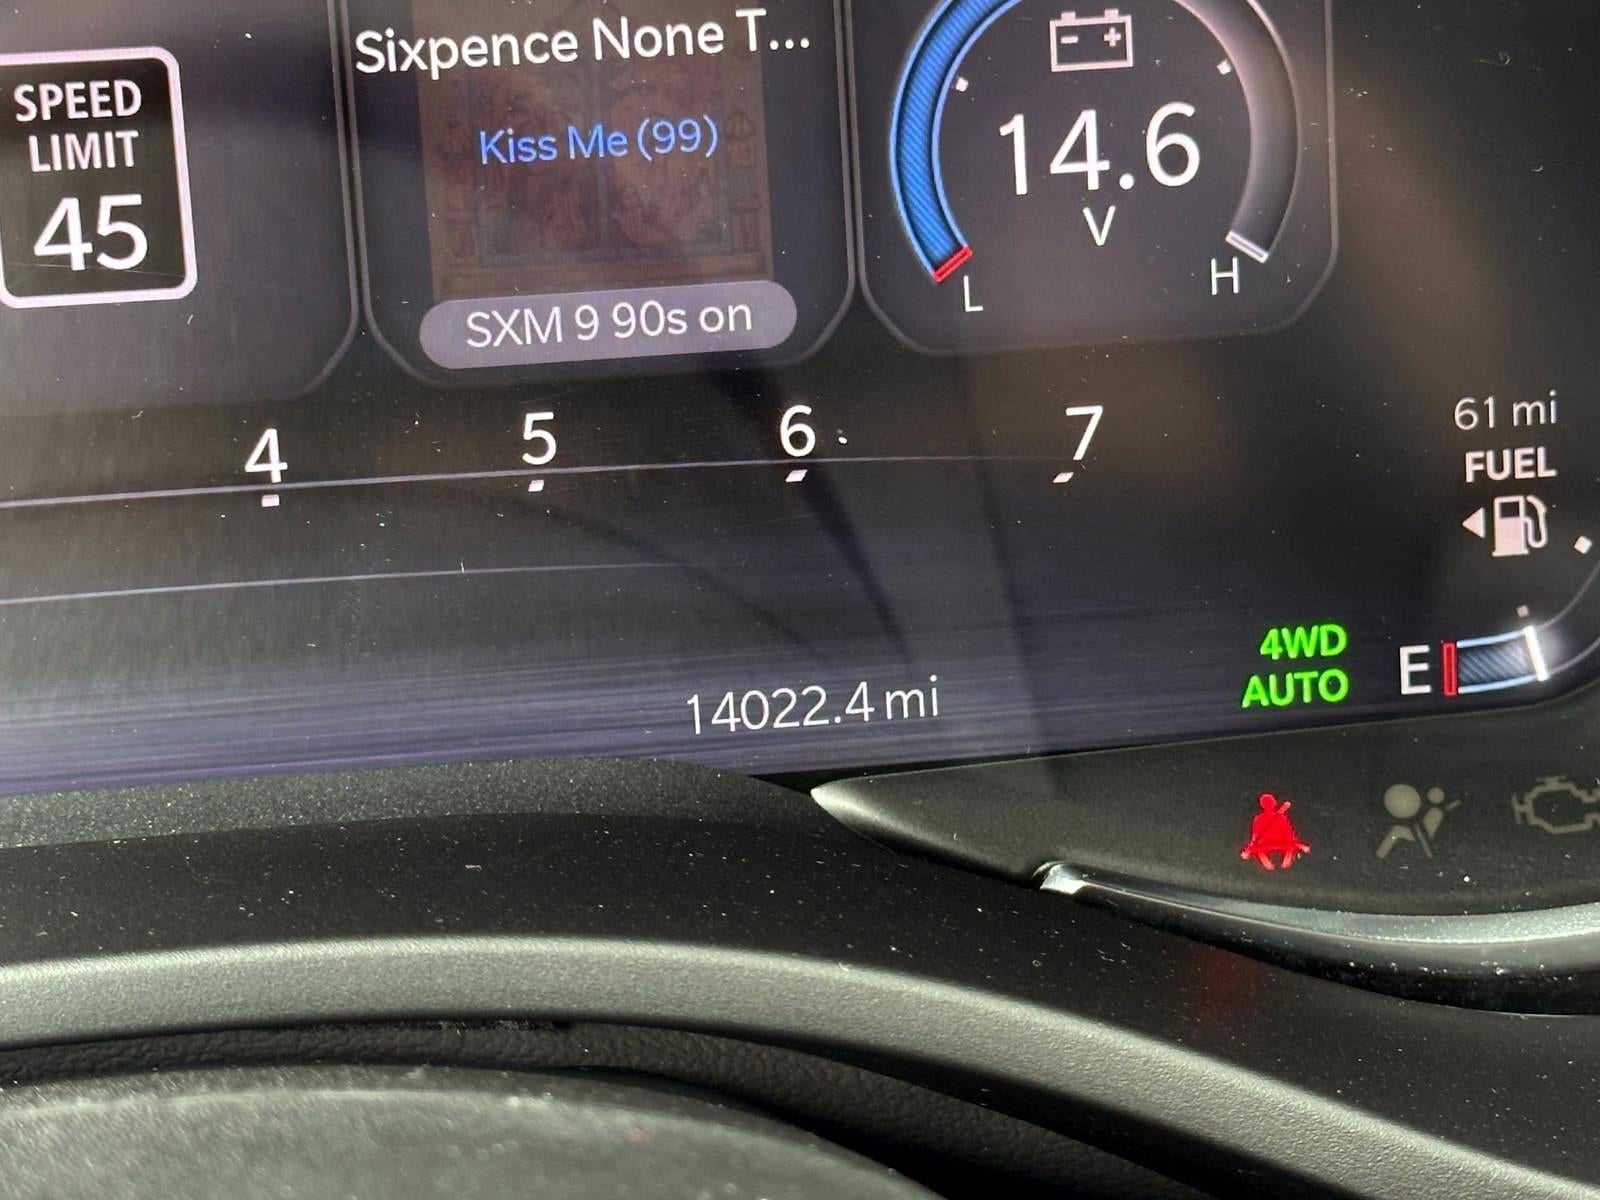 SPEED
LIMIT
45
Sixpence None T...
Kiss Me (99)
SXM 9 90s on
- +
14.6
V
L
H
4
5
6
7
61 mi
FUEL
4WD
AUTO
E
14022.4 mi